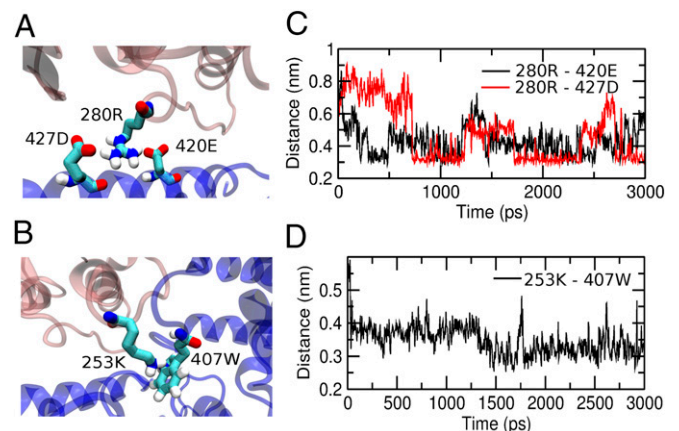 A
280R
427D
420E
B
253K
407W
C
Distance (nm)
1
0.8
0.6
0.4
0.2
280R - 420E
280R - 427D
0
1000
2000
3000
Time (ps)
D
Distance (nm)
0.6
0.5
0.4
0.3
0.2
253K - 407W
0
500
1000
1500
2000
2500
3000
Time (ps)